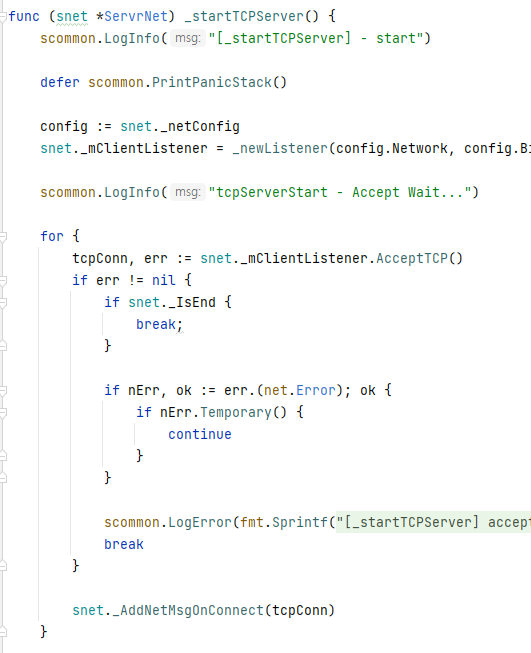 func (snet *ServrNet) _startTCPServer() {
    scommon.LogInfo( msg: "[_startTCPServer] - start")

    defer scommon.PrintPanicStack()

    config := snet._netConfig
    snet._mClientListener = _newListener(config.Network, config.Bi

    scommon.LogInfo( msg: "tcpServerStart - Accept Wait...")

    for {
        tcpConn, err := snet._mClientListener.AcceptTCP()
        if err != nil {
            if snet._IsEnd {
                break;
            }

            if nErr, ok := err.(net.Error); ok {
                if nErr.Temporary() {
                    continue
                }
            }

            scommon.LogError(fmt.Sprintf("[_startTCPServer] accept
            break
        }

        snet._AddNetMsgOnConnect(tcpConn)
    }